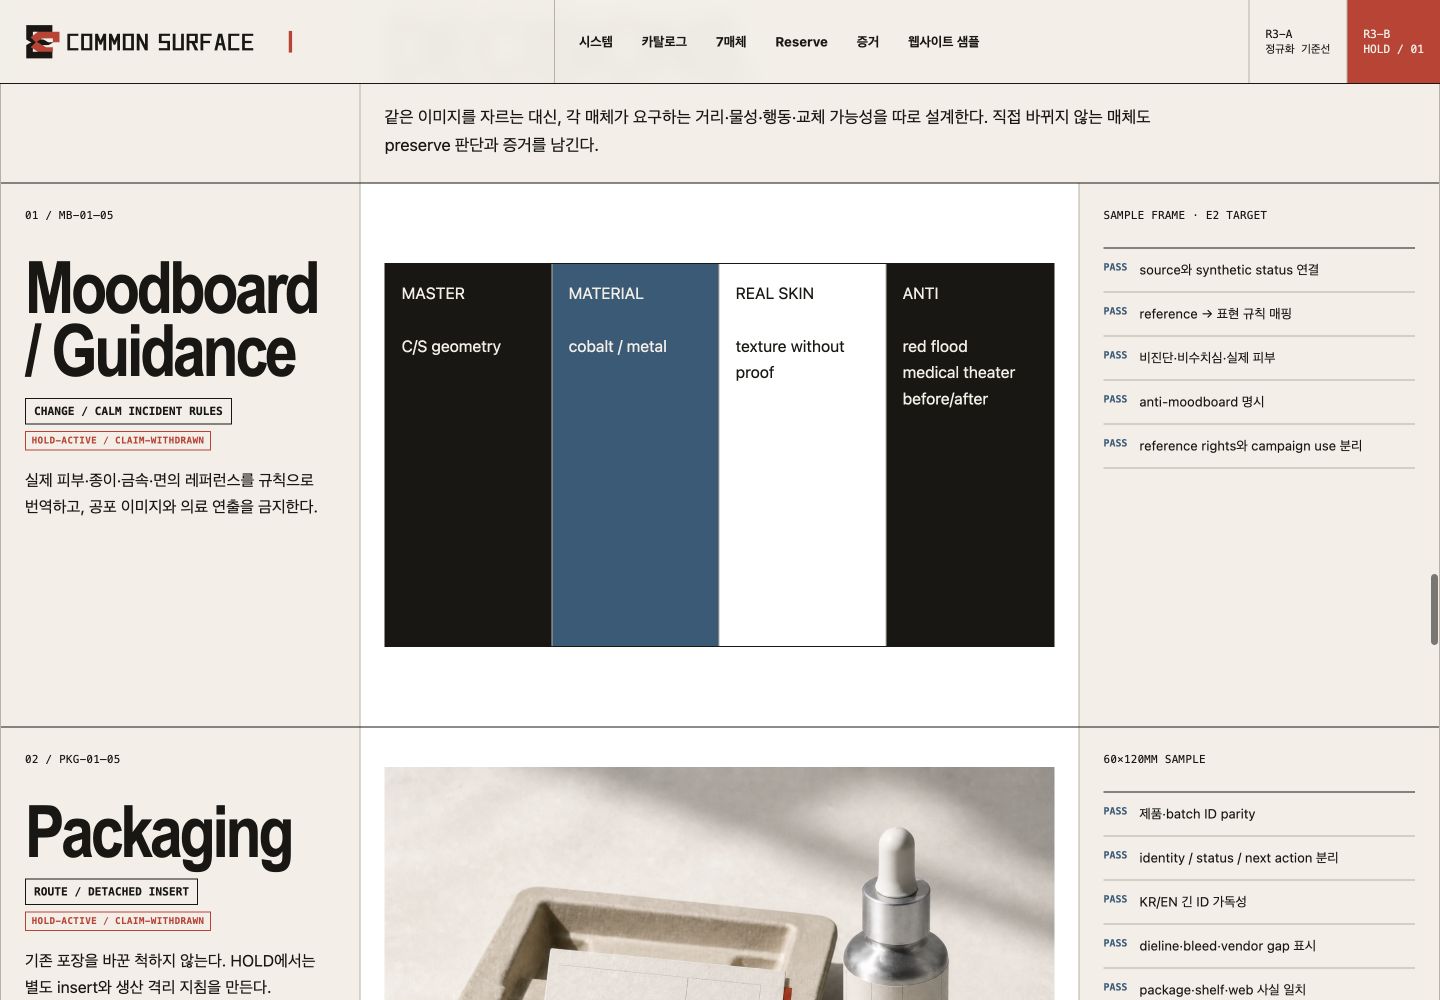 COMMON SURFACE
시스템
카탈로그
7매체
Reserve
증거
웹사이트 샘플
R3-A
정규화 기준선
R3-B
HOLD / 01
같은 이미지를 자르는 대신, 각 매체가 요구하는 거리·물성·행동·교체 가능성을 따로 설계한다. 직접 바뀌지 않는 매체도
preserve 판단과 증거를 남긴다.
01 / MB-01-05
Moodboard
/ Guidance
CHANGE / CALM INCIDENT RULES
HOLD-ACTIVE / CLAIM-WITHDRAWN
실제 피부·종이·금속·면의 레퍼런스를 규칙으로
번역하고, 공포 이미지와 의료 연출을 금지한다.
MASTER
C/S geometry
MATERIAL
cobalt / metal
REAL SKIN
texture without
proof
ANTI
red flood
medical theater
before/after
SAMPLE FRAME · E2 TARGET
PASS source와 synthetic status 연결
PASS reference → 표현 규칙 매핑
PASS 비진단·비수치심·실제 피부
PASS anti-moodboard 명시
PASS reference rights와 campaign use 분리
02 / PKG-01-05
Packaging
ROUTE / DETACHED INSERT
HOLD-ACTIVE / CLAIM-WITHDRAWN
기존 포장을 바꾼 척하지 않는다. HOLD에서는
별도 insert와 생산 격리 지침을 만든다.
60×120MM SAMPLE
PASS 제품·batch ID parity
PASS identity / status / next action 분리
PASS KR/EN 긴 ID 가독성
PASS dieline·bleed·vendor gap 표시
PASS package·shelf·web 사실 일치